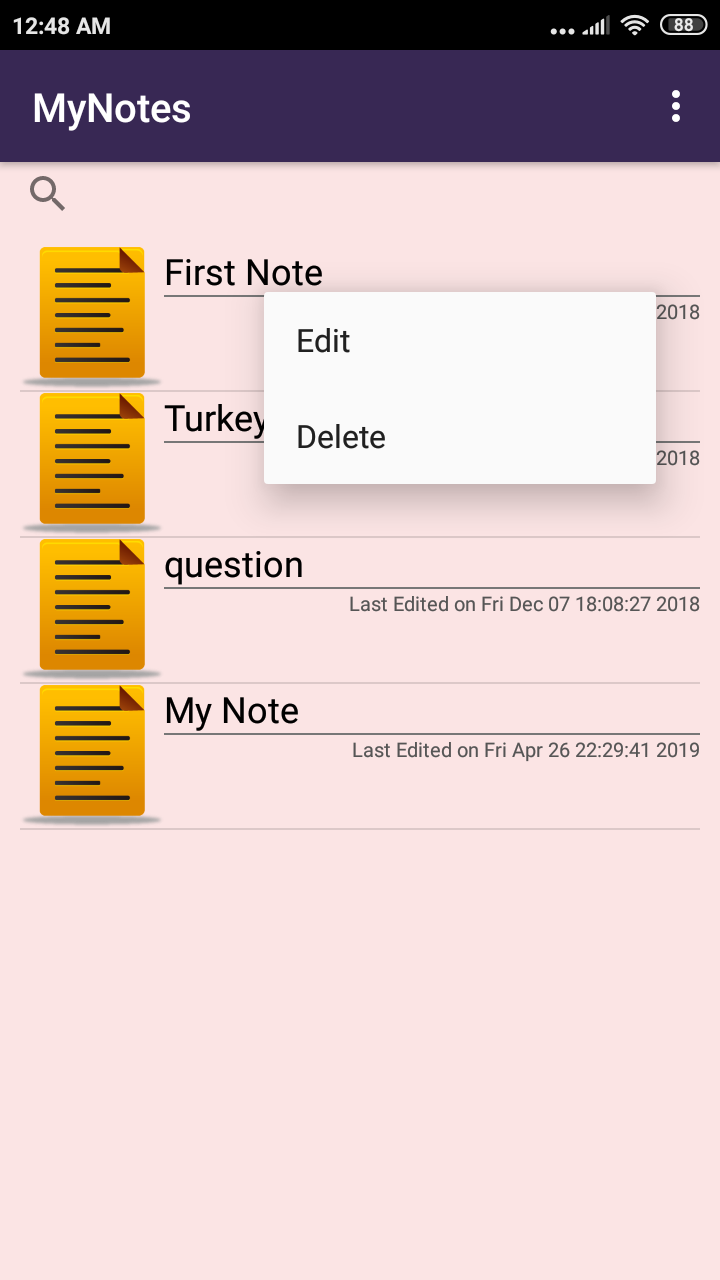 12:48 AM 88
MyNotes
First Note
2018
Edit
Turkey
2018
Delete
question
Last Edited on Fri Dec 07 18:08:27 2018
My Note
Last Edited on Fri Apr 26 22:29:41 2019